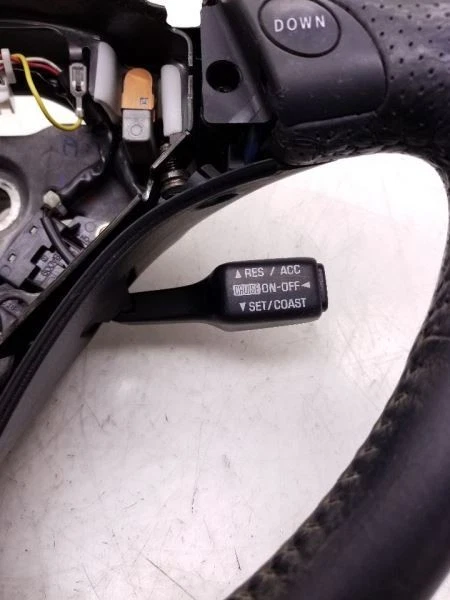 DOWN
▲ RES / ACC
CRUISE ON-OFF ◄
▼ SET/COAST